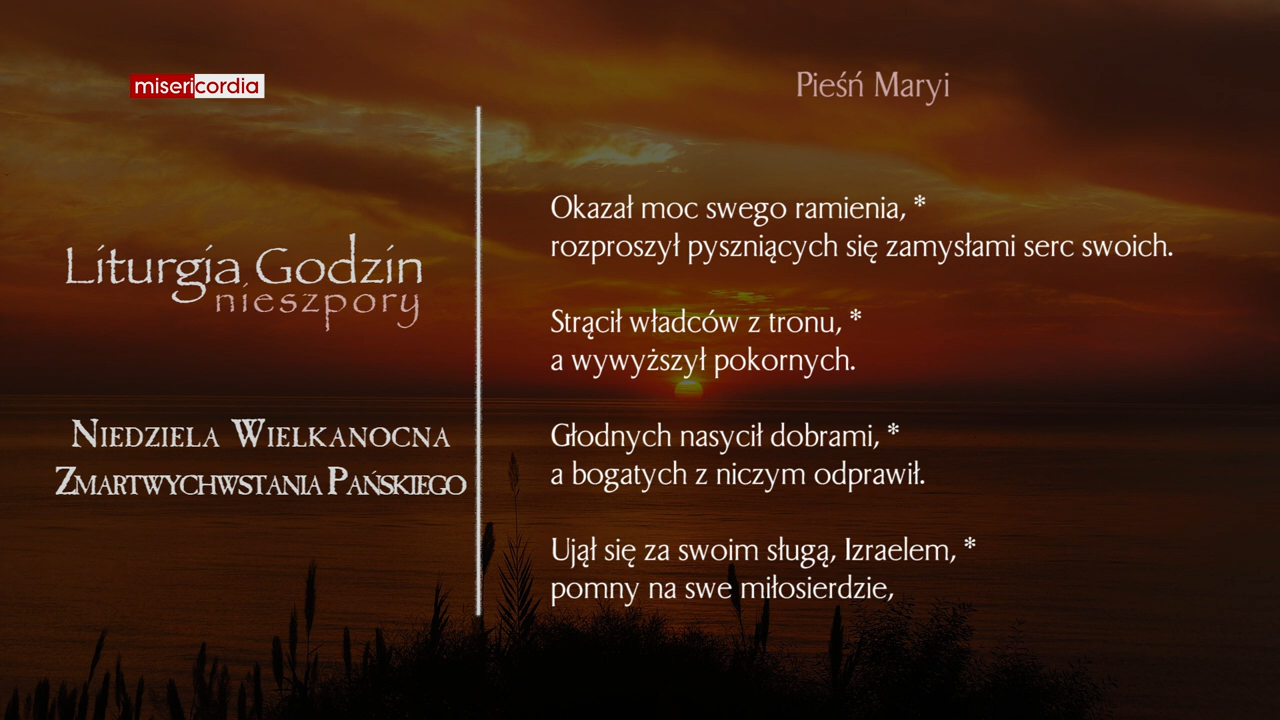 misericordia
Liturgia Godzin
nieszpory
Niedziela Wielkanocna
Zmartwychwstania Pańskiego
Pieśń Maryi
Okazał moc swego ramienia, *
rozproszył pyszniących się zamysłami serc swoich.
Strącił władców z tronu, *
a wywyższył pokornych.
Głodnych nasycił dobrami, *
a bogatych z niczym odprawił.
Ujął się za swoim sługą, Izraelem, *
pomny na swe miłosierdzie,